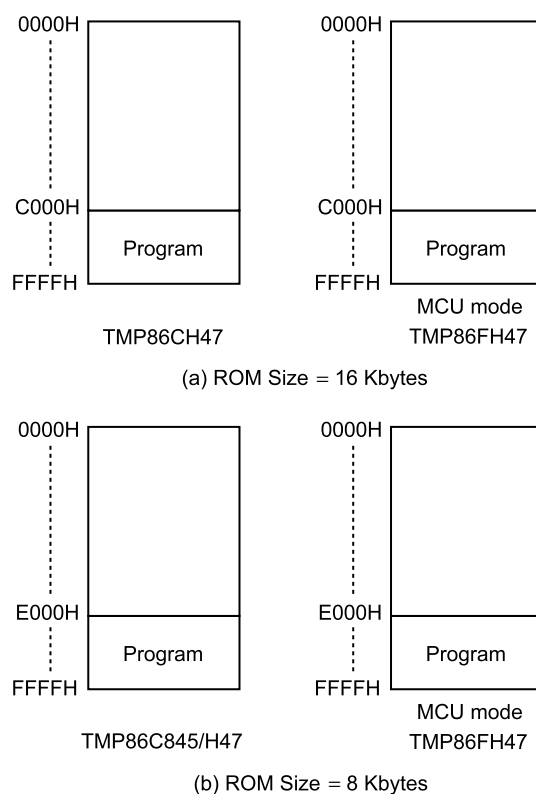 0000H
0000H
C000H
Program
C000H
Program
FFFFH
FFFFH
MCU mode
TMP86CH47
TMP86FH47
(a) ROM Size = 16 Kbytes
0000H
0000H
E000H
Program
E000H
Program
FFFFH
FFFFH
MCU mode
TMP86C845/H47
TMP86FH47
(b) ROM Size = 8 Kbytes